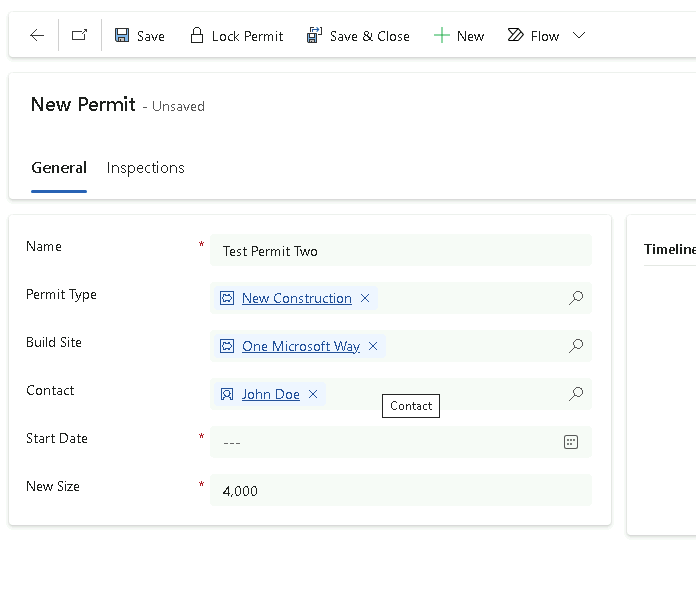 Save Lock Permit Save & Close New Flow
New Permit - Unsaved
General Inspections
Name * Test Permit Two
Timeline
Permit Type New Construction
Build Site One Microsoft Way
Contact John Doe
Contact
Start Date * ---
New Size * 4,000